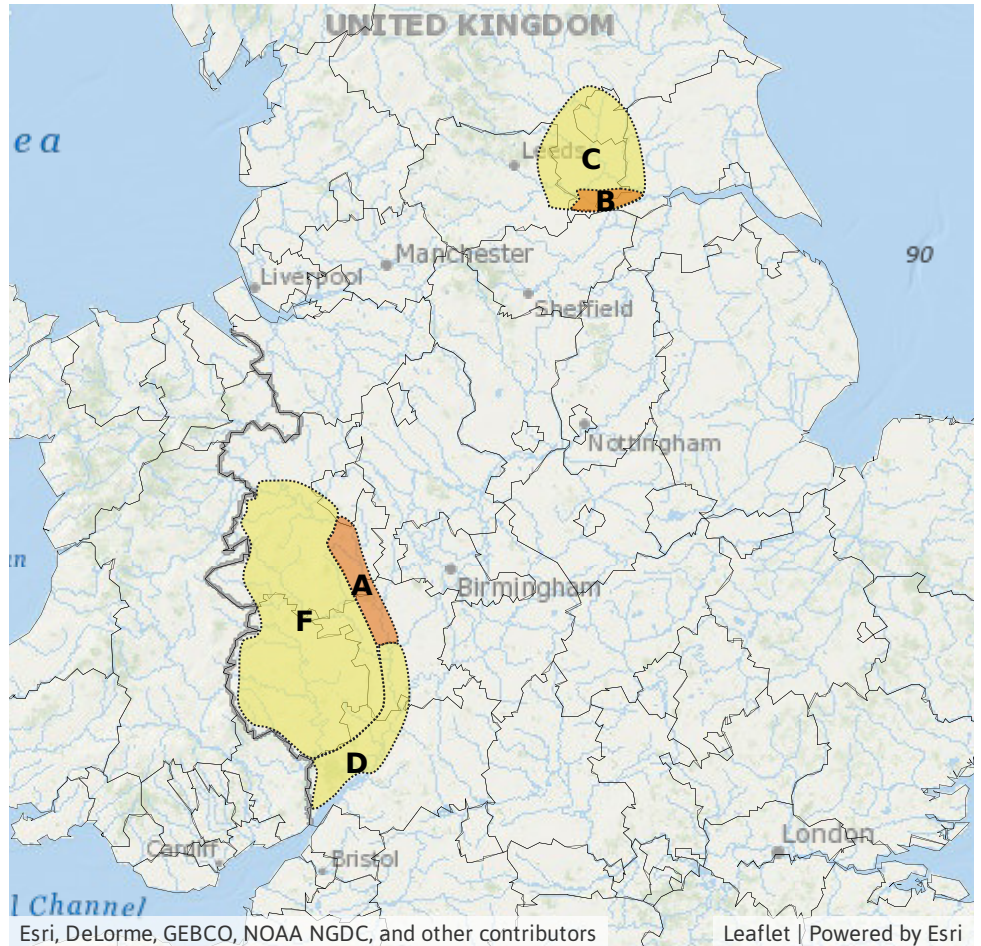 UNITED KINGDOM
ea
C
Leeds
B
Manchester
90
Liverpool
Sheffield
Nottingham
n
A
Birmingham
F
D
London
Cardiff
Bristol
l Channel
Esri, DeLorme, GEBCO, NOAA NGDC, and other contributors
Leaflet | Powered by Esri